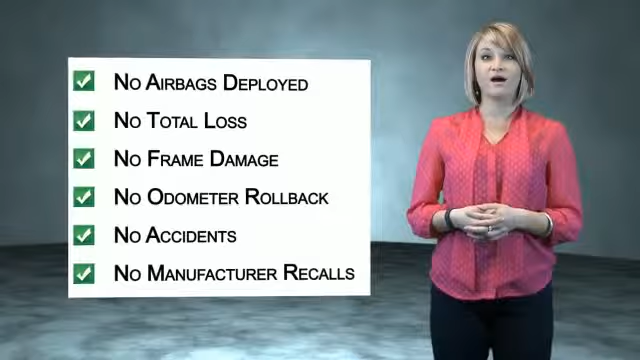 No Airbags Deployed
No Total Loss
No Frame Damage
No Odometer Rollback
No Accidents
No Manufacturer Recalls